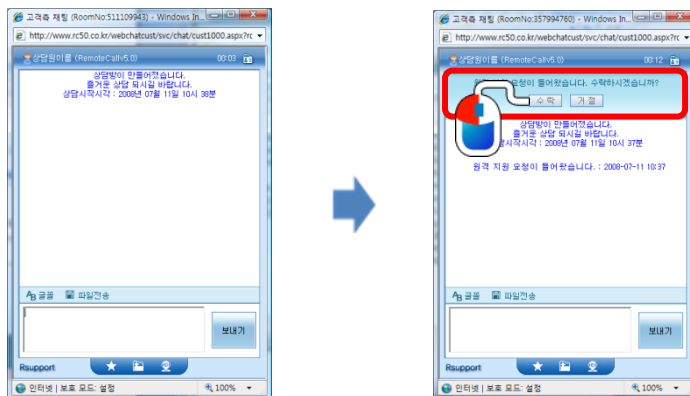 고객측 채팅 (RoomNo:511109943) - Windows In...
http://www.rc50.co.kr/webchatcust/svc/chat/cust1000.aspx?rc
상담원이름 (RemoteCallv5.0) 00:03
상담방이 만들어졌습니다.
즐거운 상담 되시길 바랍니다.
상담시작시각 : 2008년 07월 11일 10시 38분
글꼴 파일전송
보내기
Rsupport
인터넷 | 보호 모드: 설정 100%
고객측 채팅 (RoomNo:357994760) - Windows In...
http://www.rc50.co.kr/webchatcust/svc/chat/cust1000.aspx?rc
상담원이름 (RemoteCallv5.0) 00:12
요청이 들어왔습니다. 수락하시겠습니까?
수 락 거 절
상담방이 만들어졌습니다.
즐거운 상담 되시길 바랍니다.
담시작시각 : 2008년 07월 11일 10시 37분
원격 지원 요청이 들어왔습니다. : 2008-07-11 10:37
글꼴 파일전송
보내기
Rsupport
인터넷 | 보호 모드: 설정 100%